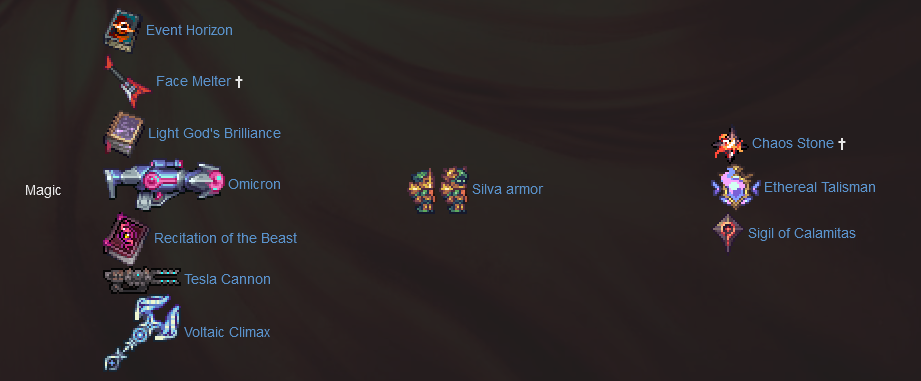 Magic
Event Horizon
Face Melter †
Light God's Brilliance
Omicron
Recitation of the Beast
Tesla Cannon
Voltaic Climax
Silva armor
Chaos Stone †
Ethereal Talisman
Sigil of Calamitas